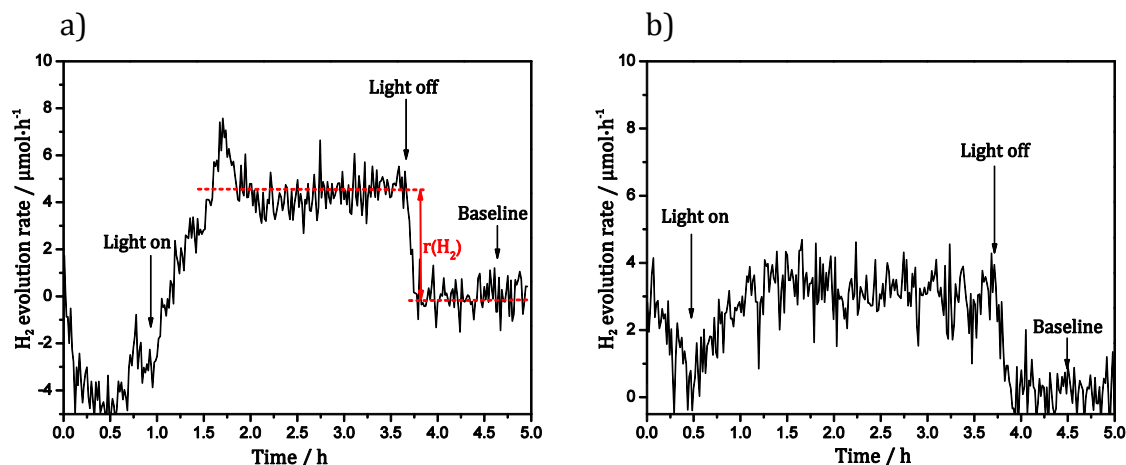 a)
H₂ evolution rate / μmol·h⁻¹
10
8
6
4
2
0
-2
-4
Light on
Light off
r(H₂)
Baseline
0.0 0.5 1.0 1.5 2.0 2.5 3.0 3.5 4.0 4.5 5.0
Time / h
b)
H₂ evolution rate / μmol·h⁻¹
10
8
6
4
2
0
Light on
Light off
Baseline
0.0 0.5 1.0 1.5 2.0 2.5 3.0 3.5 4.0 4.5 5.0
Time / h